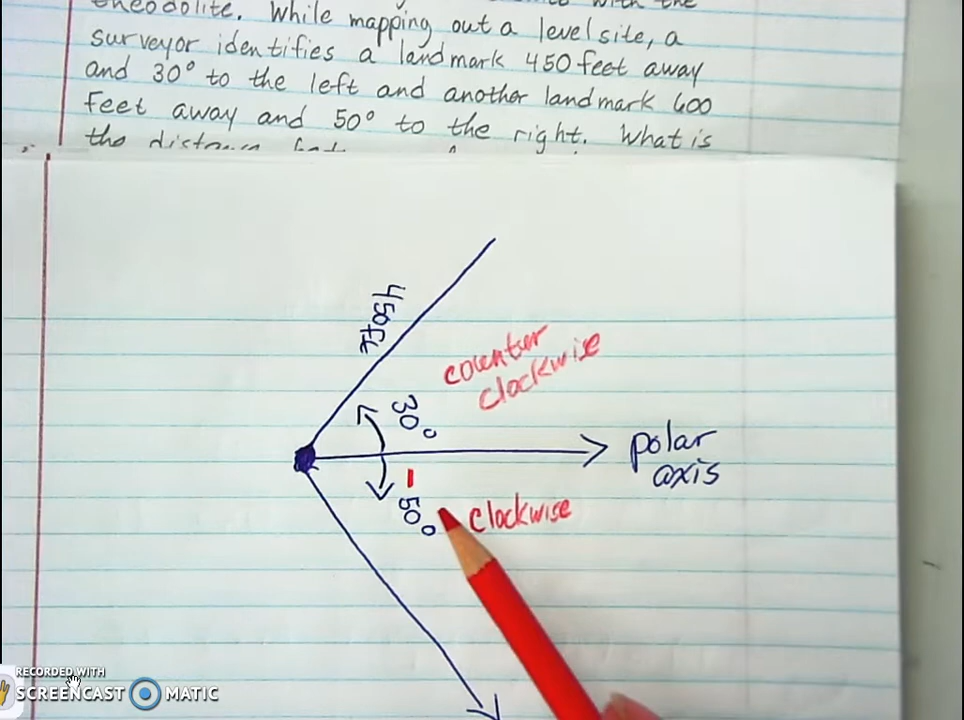 theodolite. While mapping out a level site, a
surveyor identifies a landmark 450 feet away
and 30° to the left and another landmark 600
feet away and 50° to the right. What is
the
450ft
counter
clockwise
30°
polar
axis
- 50°
clockwise
RECORDED WITH
SCREENCAST MATIC